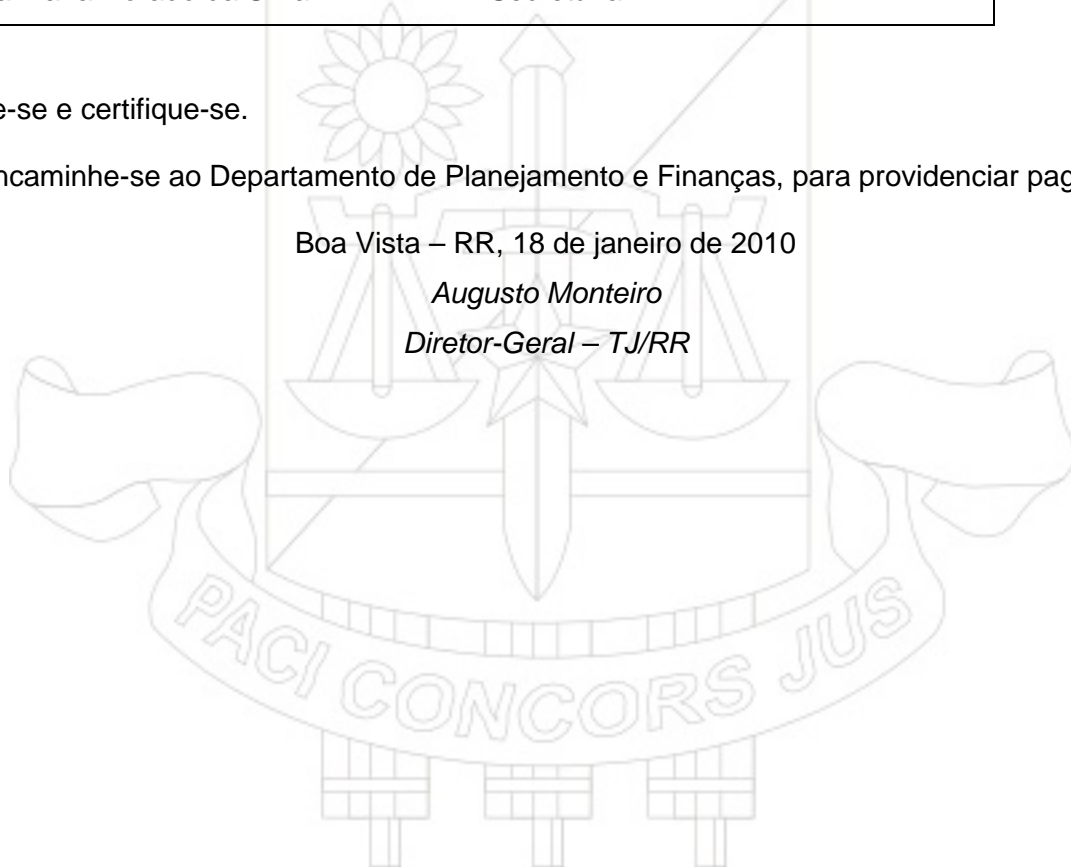 e-se e certifique-se.
ncaminhe-se ao Departamento de Planejamento e Finanças, para providenciar pag
Boa Vista – RR, 18 de janeiro de 2010
Augusto Monteiro
Diretor-Geral – TJ/RR
PACI CONCORS JUS